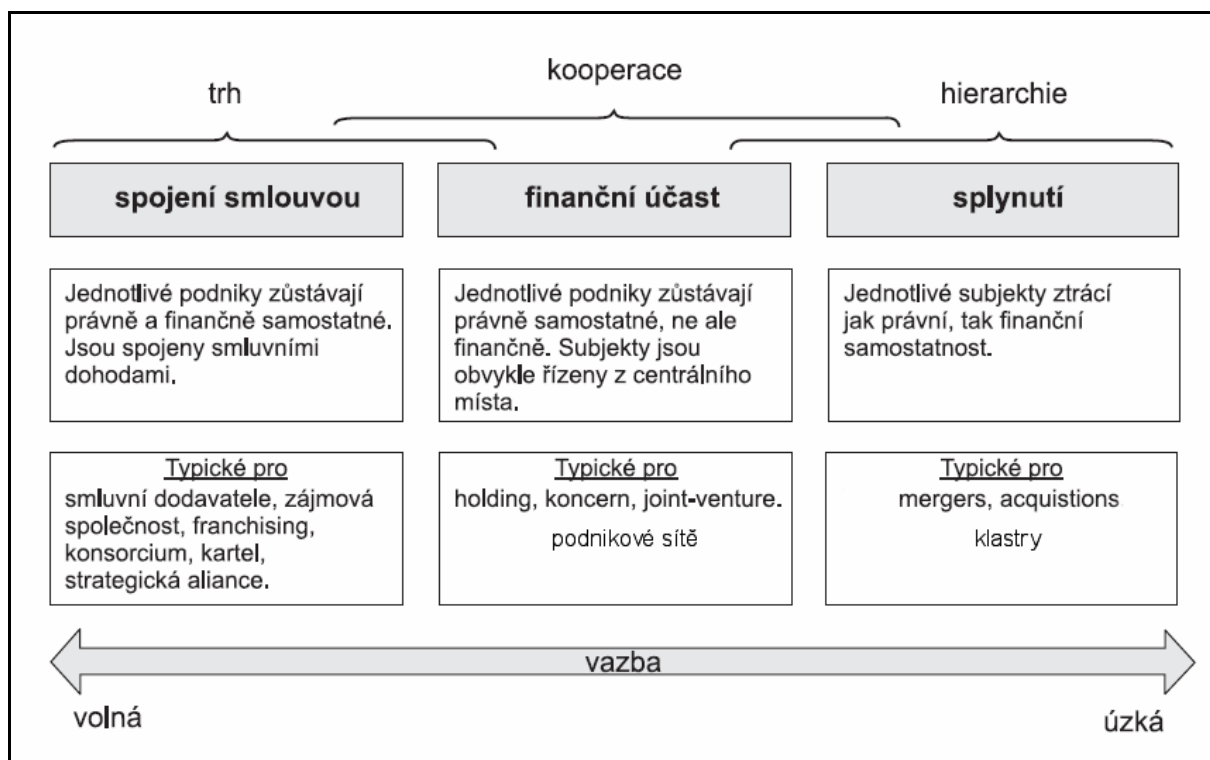 kooperace
trh
hierarchie
spojení smlouvou
finanční účast
splynutí
Jednotlivé podniky zůstávají
právně a finančně samostatné.
Jsou spojeny smluvními
dohodami.
Jednotlivé podniky zůstávají
právně samostatné, ne ale
finančně. Subjekty jsou
obvykle řízeny z centrálního
místa.
Jednotlivé subjekty ztrácí
jak právní, tak finanční
samostatnost.
Typické pro
smluvní dodavatele, zájmová
společnost, franchising,
konsorcium, kartel,
strategická aliance.
Typické pro
holding, koncern, joint-venture.
podnikové sítě
Typické pro
mergers, acquistions
klastry
vazba
volná
úzká